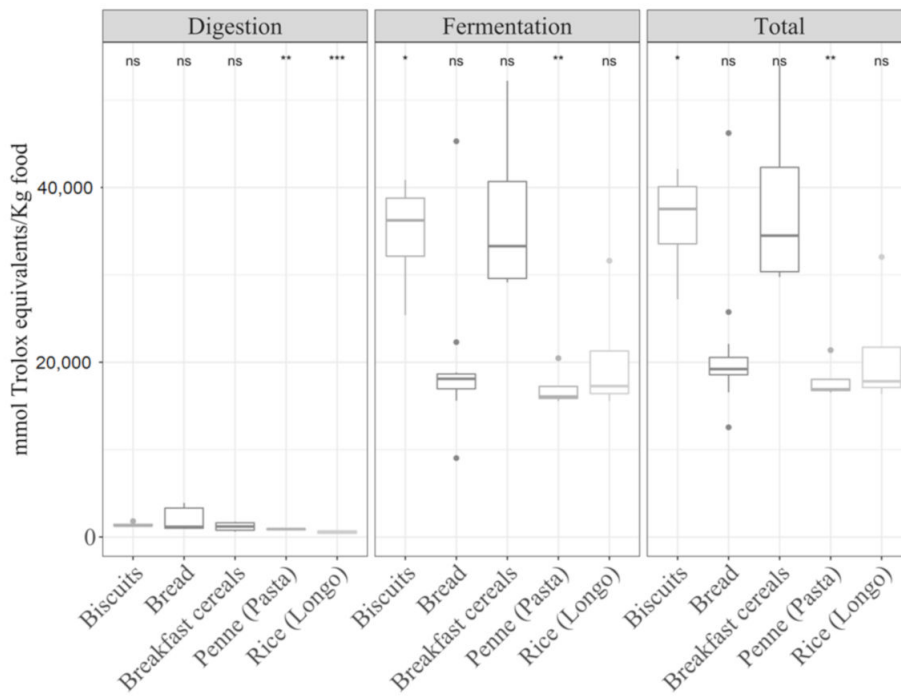 Digestion Fermentation Total
ns ns ns ** *** * ns ns ** ns * ns ns ** ns
mmol Trolox equivalents/Kg food
40,000
20,000
0
Biscuits Bread Breakfast cereals Penne (Pasta) Rice (Longo) Biscuits Bread Breakfast cereals Penne (Pasta) Rice (Longo) Biscuits Bread Breakfast cereals Penne (Pasta) Rice (Longo)